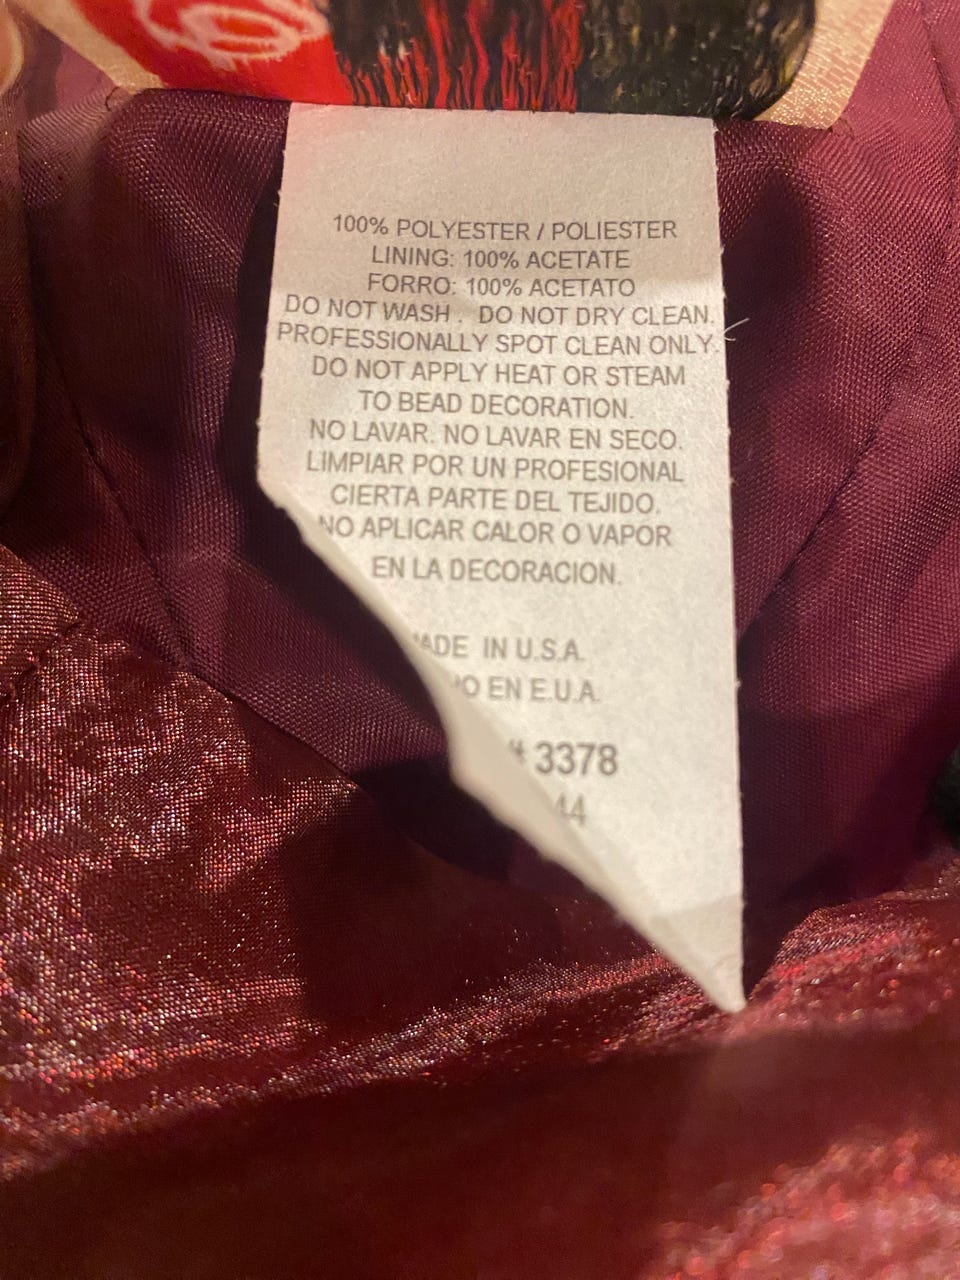 100% POLYESTER / POLIESTER
LINING: 100% ACETATE
FORRO: 100% ACETATO
DO NOT WASH . DO NOT DRY CLEAN.
PROFESSIONALLY SPOT CLEAN ONLY.
DO NOT APPLY HEAT OR STEAM
TO BEAD DECORATION.
NO LAVAR. NO LAVAR EN SECO.
LIMPIAR POR UN PROFESIONAL
CIERTA PARTE DEL TEJIDO.
NO APLICAR CALOR O VAPOR
EN LA DECORACION.
ADE IN U.S.A.
O EN E.U.A.
# 3378
44